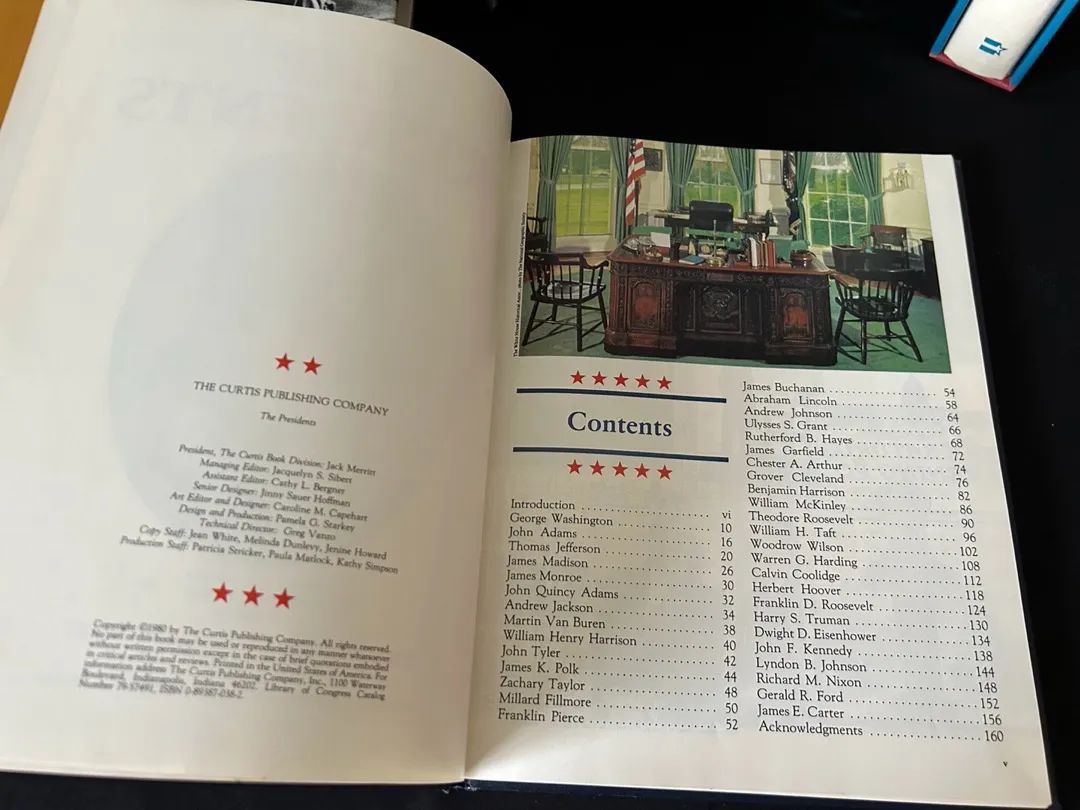 THE CURTIS PUBLISHING COMPANY
The Presidents
President, The Curtis Book Division: Jack Merritt
Managing Editor: Jacquelyn S. Sibert
Assistant Editor: Cathy L. Bergner
Senior Designer: Jinny Sauer Hoffman
Art Editor and Designer: Caroline M. Capehart
Design and Production: Pamela G. Starkey
Technical Director: Greg Vanzo
Copy Staff: Jean White, Melinda Dunlevy, Jenine Howard
Production Staff: Patricia Stricker, Paula Matlock, Kathy Simpson
Copyright ©1980 by The Curtis Publishing Company. All rights reserved.
No part of this book may be used or reproduced in any manner whatsoever
without written permission except in the case of brief quotations embodied
in critical articles and reviews. Printed in the United States of America. For
information address The Curtis Publishing Company, Inc., 1100 Waterway
Boulevard, Indianapolis, Indiana 46202. Library of Congress Catalog
Number 79-57491, ISBN 0-89387-038-2.
Contents
Introduction vi
George Washington 10
John Adams 16
Thomas Jefferson 20
James Madison 26
James Monroe 30
John Quincy Adams 32
Andrew Jackson 34
Martin Van Buren 38
William Henry Harrison 40
John Tyler 42
James K. Polk 44
Zachary Taylor 48
Millard Fillmore 50
Franklin Pierce 52
James Buchanan 54
Abraham Lincoln 58
Andrew Johnson 64
Ulysses S. Grant 66
Rutherford B. Hayes 68
James Garfield 72
Chester A. Arthur 74
Grover Cleveland 76
Benjamin Harrison 82
William McKinley 86
Theodore Roosevelt 90
William H. Taft 96
Woodrow Wilson 102
Warren G. Harding 108
Calvin Coolidge 112
Herbert Hoover 118
Franklin D. Roosevelt 124
Harry S. Truman 130
Dwight D. Eisenhower 134
John F. Kennedy 138
Lyndon B. Johnson 144
Richard M. Nixon 148
Gerald R. Ford 152
James E. Carter 156
Acknowledgments 160
v